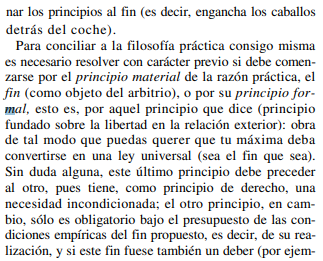 nar los principios al fin (es decir, engancha los caballos
detrás del coche).
Para conciliar a la filosofía práctica consigo misma
es necesario resolver con carácter previo si debe comen-
zarse por el principio material de la razón práctica, el
fin (como objeto del arbitrio), o por su principio for-
mal, esto es, por aquel principio que dice (principio
fundado sobre la libertad en la relación exterior): obra
de tal modo que puedas querer que tu máxima deba
convertirse en una ley universal (sea el fin que sea).
Sin duda alguna, este último principio debe preceder
al otro, pues tiene, como principio de derecho, una
necesidad incondicionada; el otro principio, en cam-
bio, sólo es obligatorio bajo el presupuesto de las con-
diciones empíricas del fin propuesto, es decir, de su rea-
lización, y si este fin fuese también un deber (por ejem-